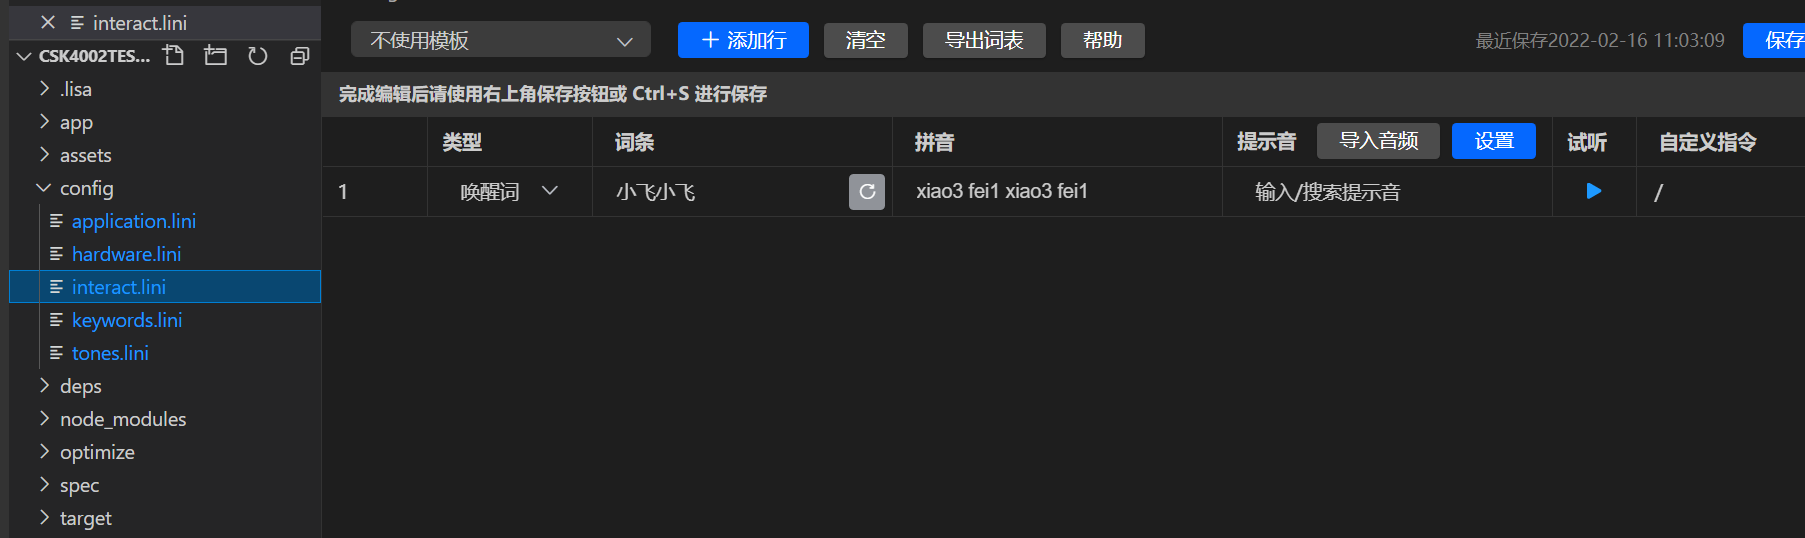 interact.lini
CSK4002TES...
.lisa
app
assets
config
application.lini
hardware.lini
interact.lini
keywords.lini
tones.lini
deps
node_modules
optimize
spec
target
不使用模板
添加行
清空
导出词表
帮助
最近保存2022-02-16 11:03:09
保存
完成编辑后请使用右上角保存按钮或 Ctrl+S 进行保存
类型 词条 拼音 提示音 导入音频 设置 试听 自定义指令
1 唤醒词 小飞小飞 xiao3 fei1 xiao3 fei1 输入/搜索提示音 /